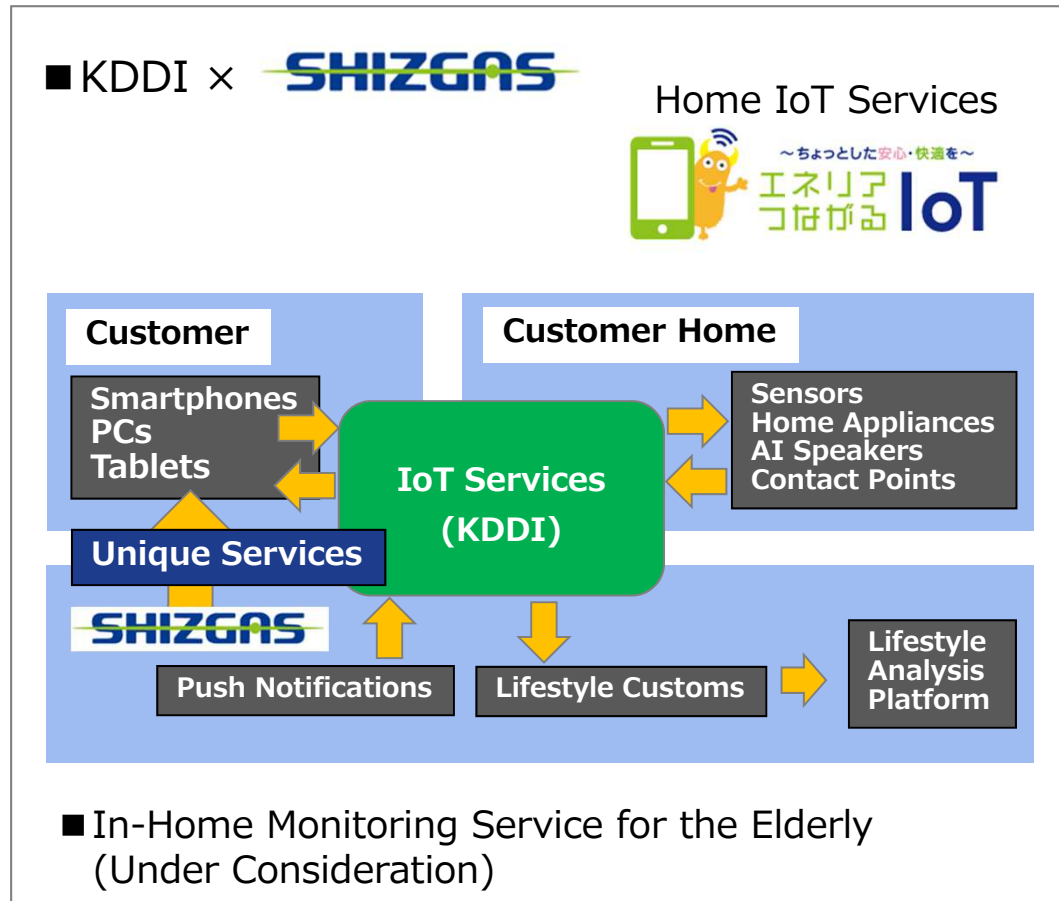 ■KDDI × SHIZGAS
Home IoT Services
～ちょっとした安心・快適を～
エネリア
つながる IoT
Customer
Customer Home
Smartphones
PCs
Tablets
Sensors
Home Appliances
AI Speakers
Contact Points
IoT Services
(KDDI)
Unique Services
SHIZGAS
Push Notifications
Lifestyle Customs
Lifestyle
Analysis
Platform
■In-Home Monitoring Service for the Elderly
(Under Consideration)